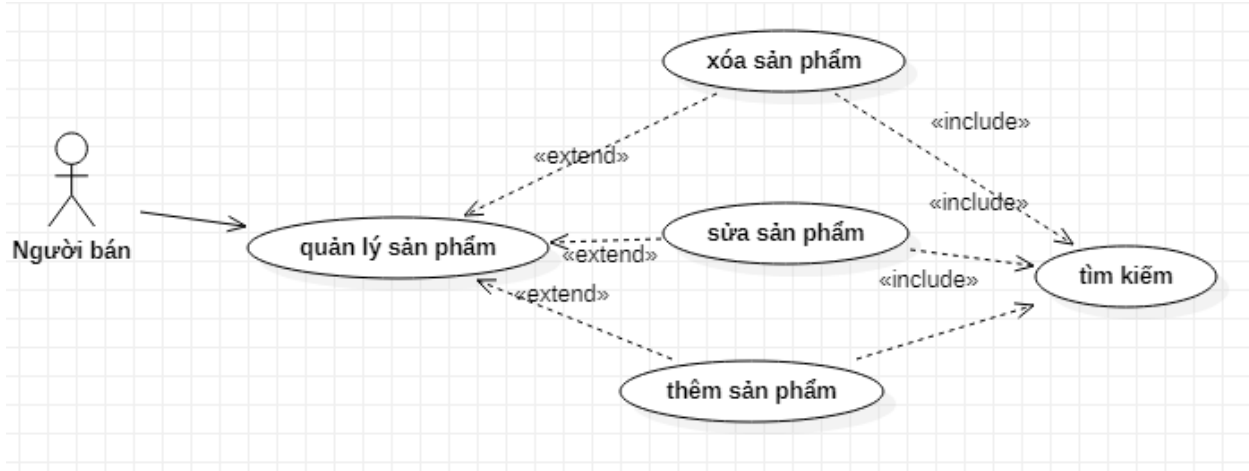 xóa sản phẩm
«include»
«extend»
«include»
Người bán
quản lý sản phẩm
sửa sản phẩm
«extend»
«include»
tìm kiếm
«extend»
thêm sản phẩm